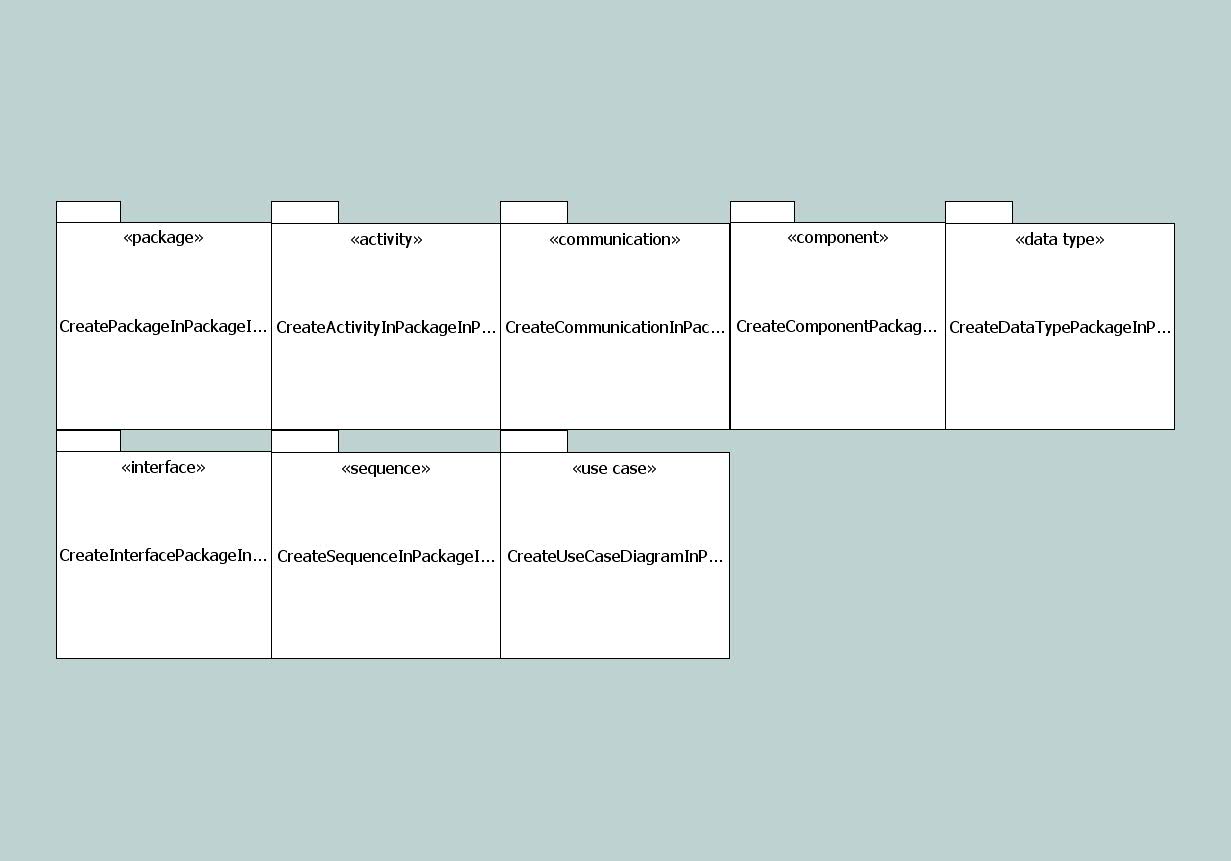 «package»
«activity»
«communication»
«component»
«data type»
CreatePackageInPackageI...
CreateActivityInPackageInP...
CreateCommunicationInPac...
CreateComponentPackag...
CreateDataTypePackageInP...
«interface»
«sequence»
«use case»
CreateInterfacePackageIn...
CreateSequenceInPackageI...
CreateUseCaseDiagramInP...